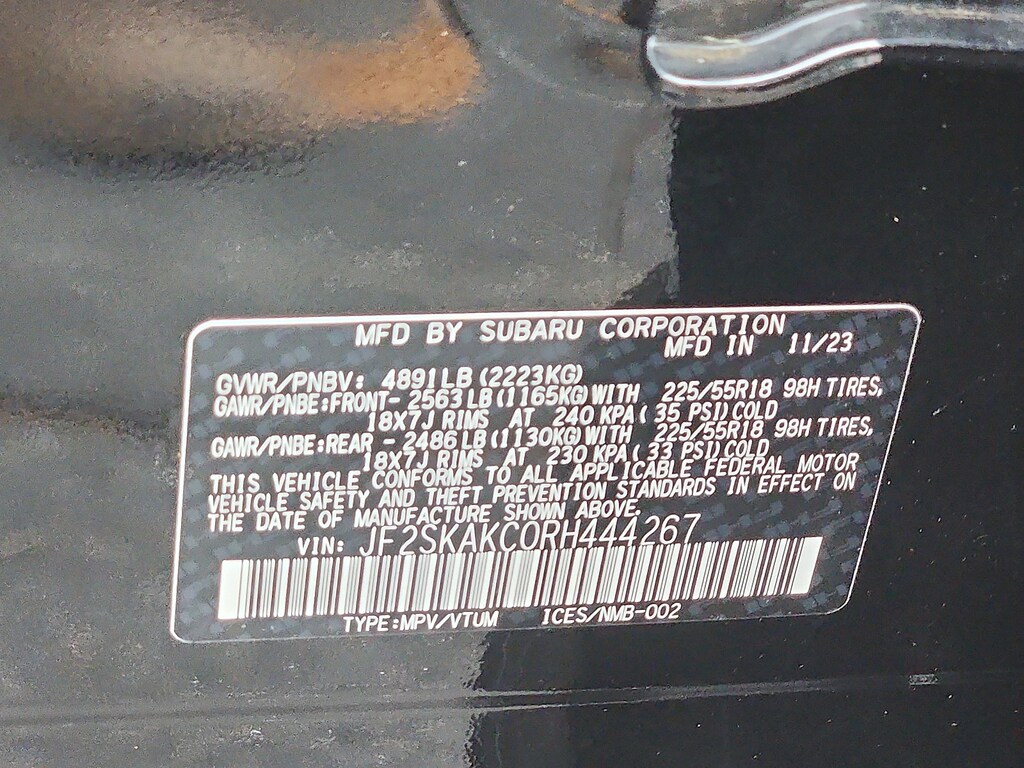 MFD BY SUBARU CORPORATION
MFD IN 11/23
GVWR/PNBV: 4891LB (2223KG)
GAWR/PNBE:FRONT- 2563LB (1165KG) WITH 225/55R18 98H TIRES,
18X7J RIMS AT 240 KPA ( 35 PSI) COLD
GAWR/PNBE:REAR - 2486LB (1130KG) WITH 225/55R18 98H TIRES,
18X7J RIMS AT 230 KPA ( 33 PSI) COLD
THIS VEHICLE CONFORMS TO ALL APPLICABLE FEDERAL MOTOR
VEHICLE SAFETY AND THEFT PREVENTION STANDARDS IN EFFECT ON
THE DATE OF MANUFACTURE SHOWN ABOVE.
VIN: JF2SKAKC0RH444267
TYPE:MPV/VTUM ICES/NMB-002